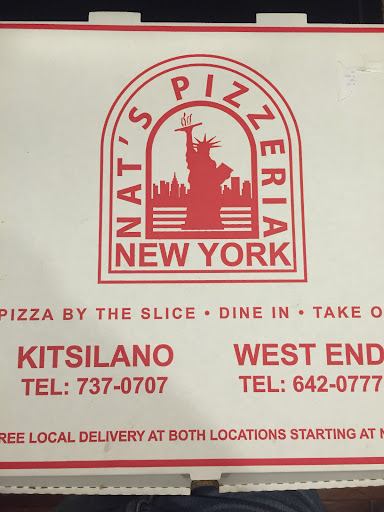 NAT'S PIZZERIA
NEW YORK
PIZZA BY THE SLICE • DINE IN • TAKE
KITSILANO WEST END
TEL: 737-0707 TEL: 642-0777
LOCAL DELIVERY AT BOTH LOCATIONS STARTING AT